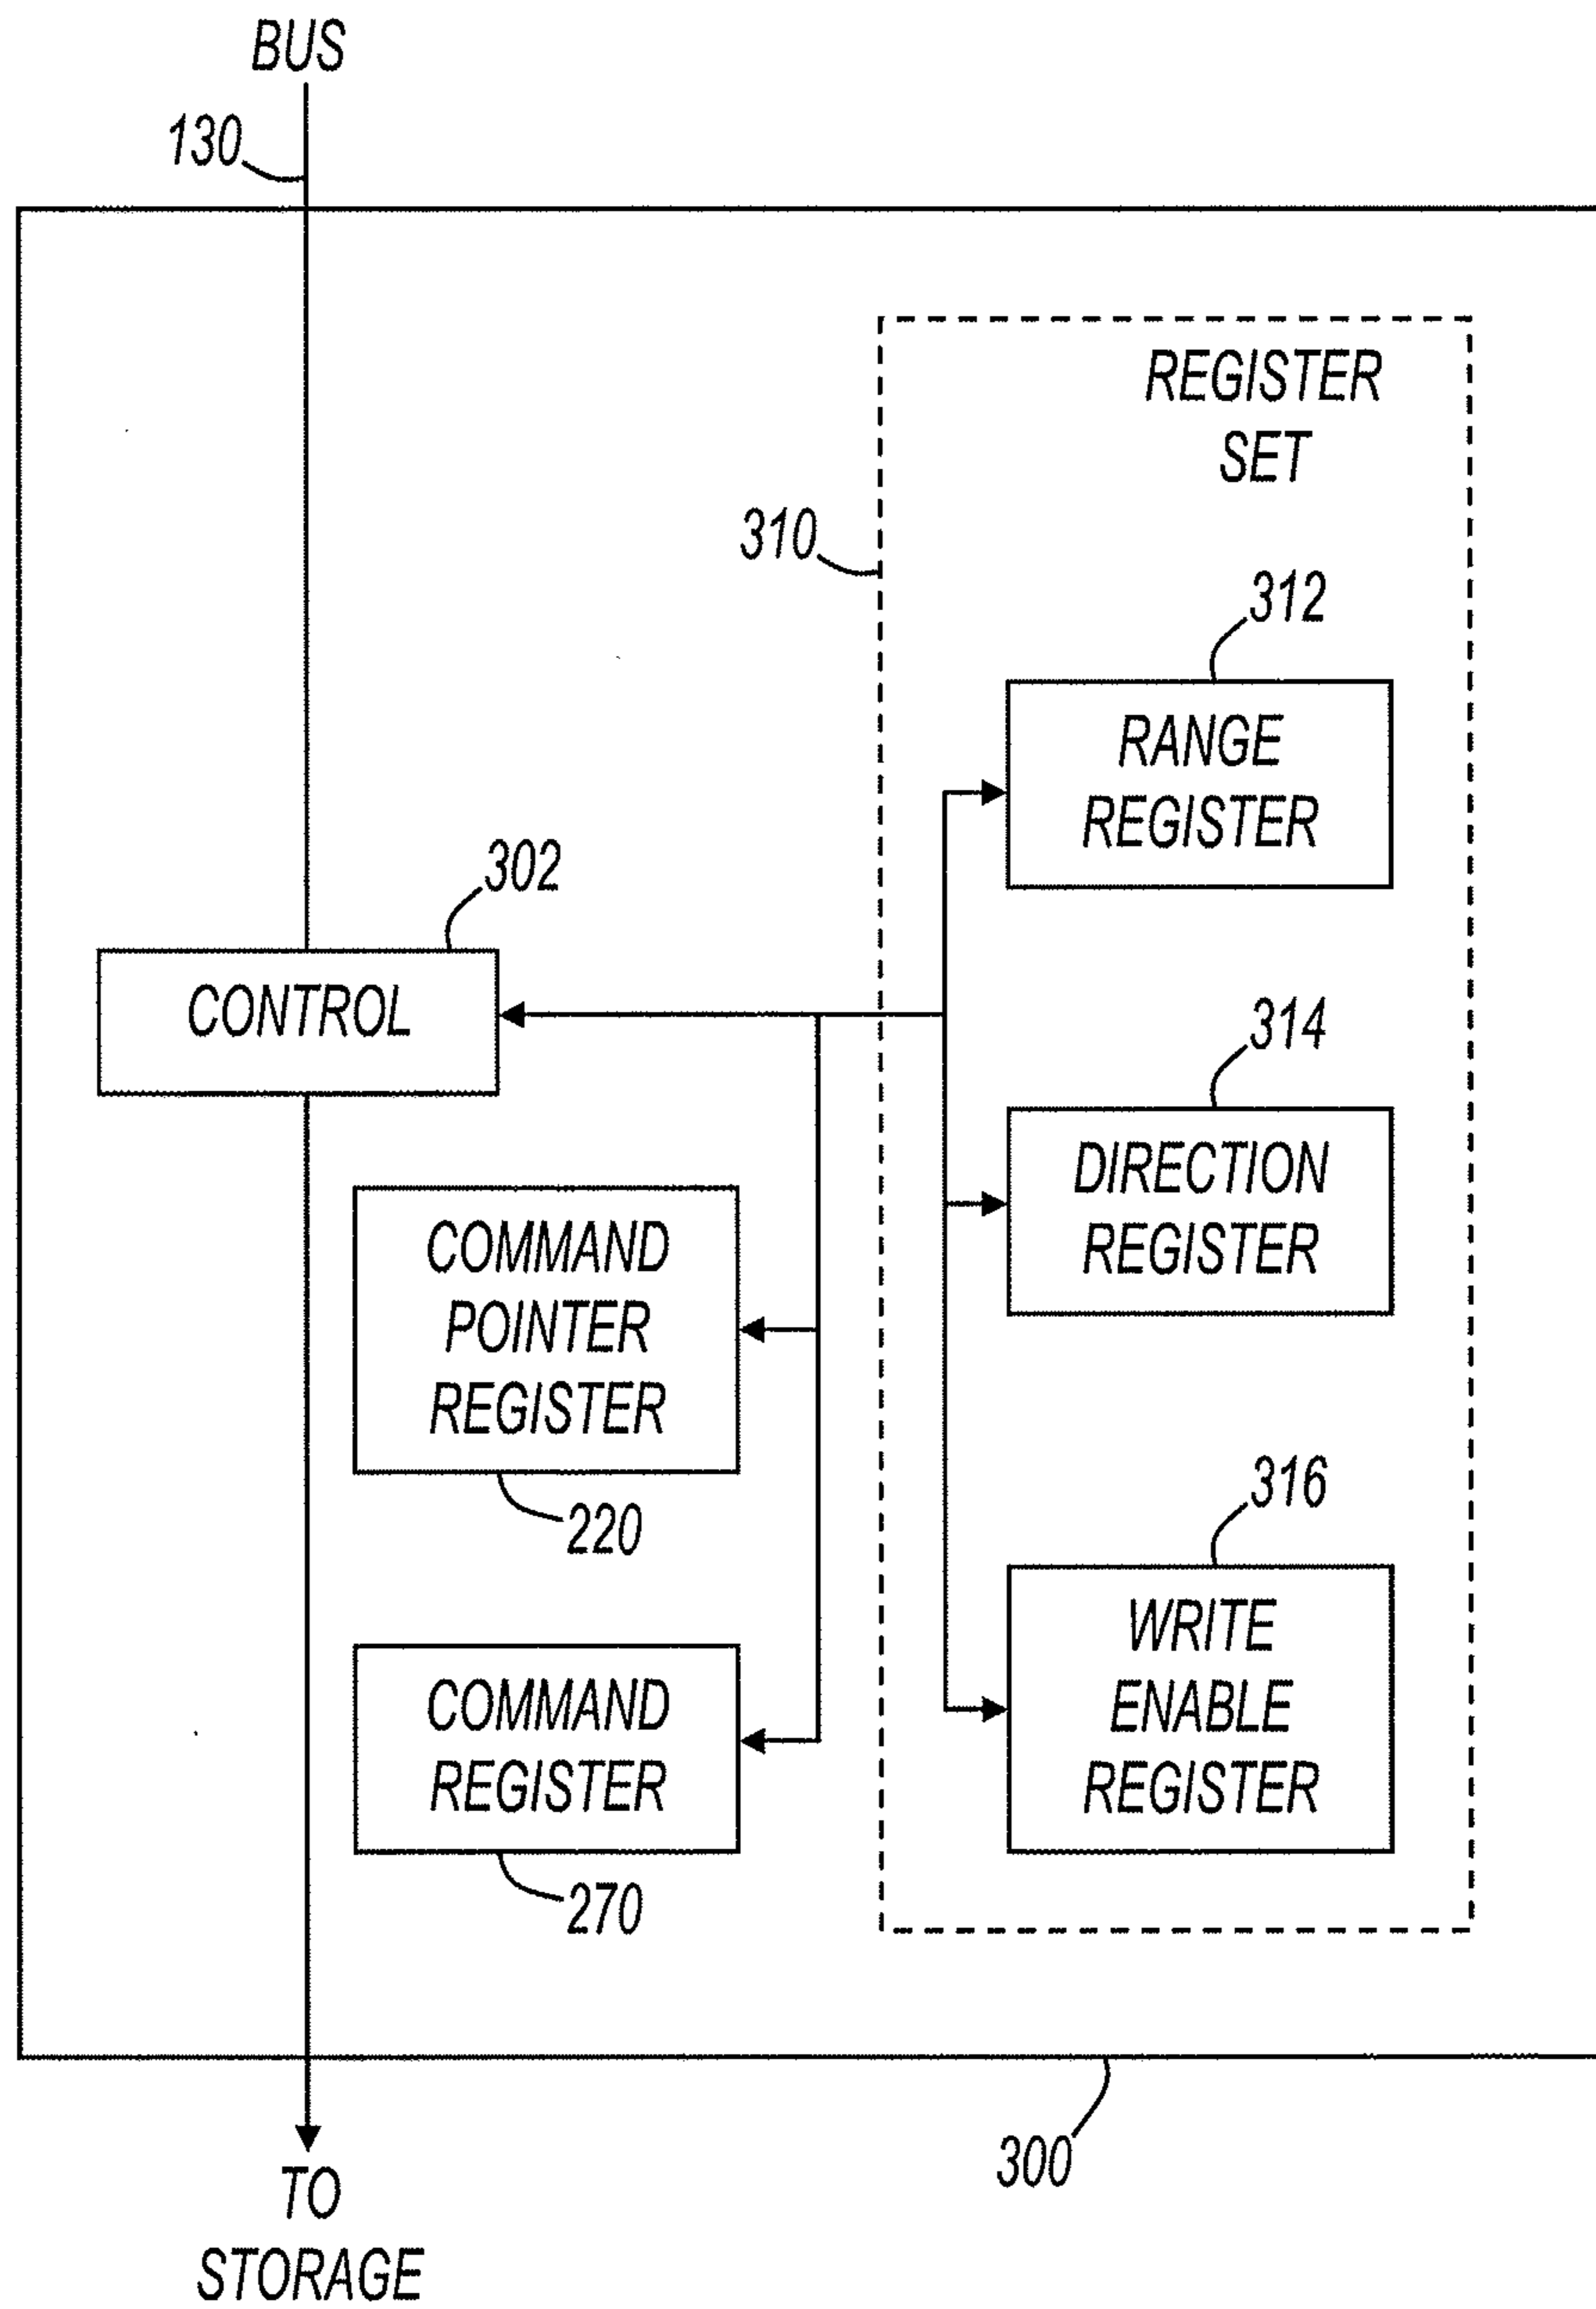 BUS
130
REGISTER
SET
310
312
RANGE
REGISTER
302
CONTROL
314
DIRECTION
REGISTER
COMMAND
POINTER
REGISTER
220
316
WRITE
ENABLE
REGISTER
COMMAND
REGISTER
270
300
TO
STORAGE